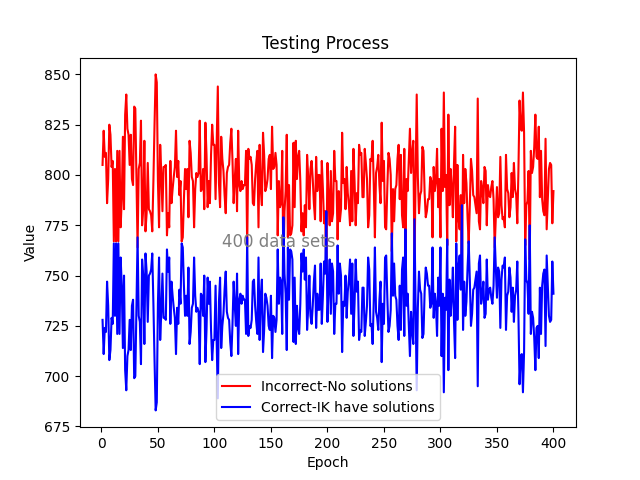 Testing Process
Value
850
825
800
775
750
725
700
675
400 data sets
Incorrect-No solutions
Correct-IK have solutions
0
50
100
150
200
250
300
350
400
Epoch